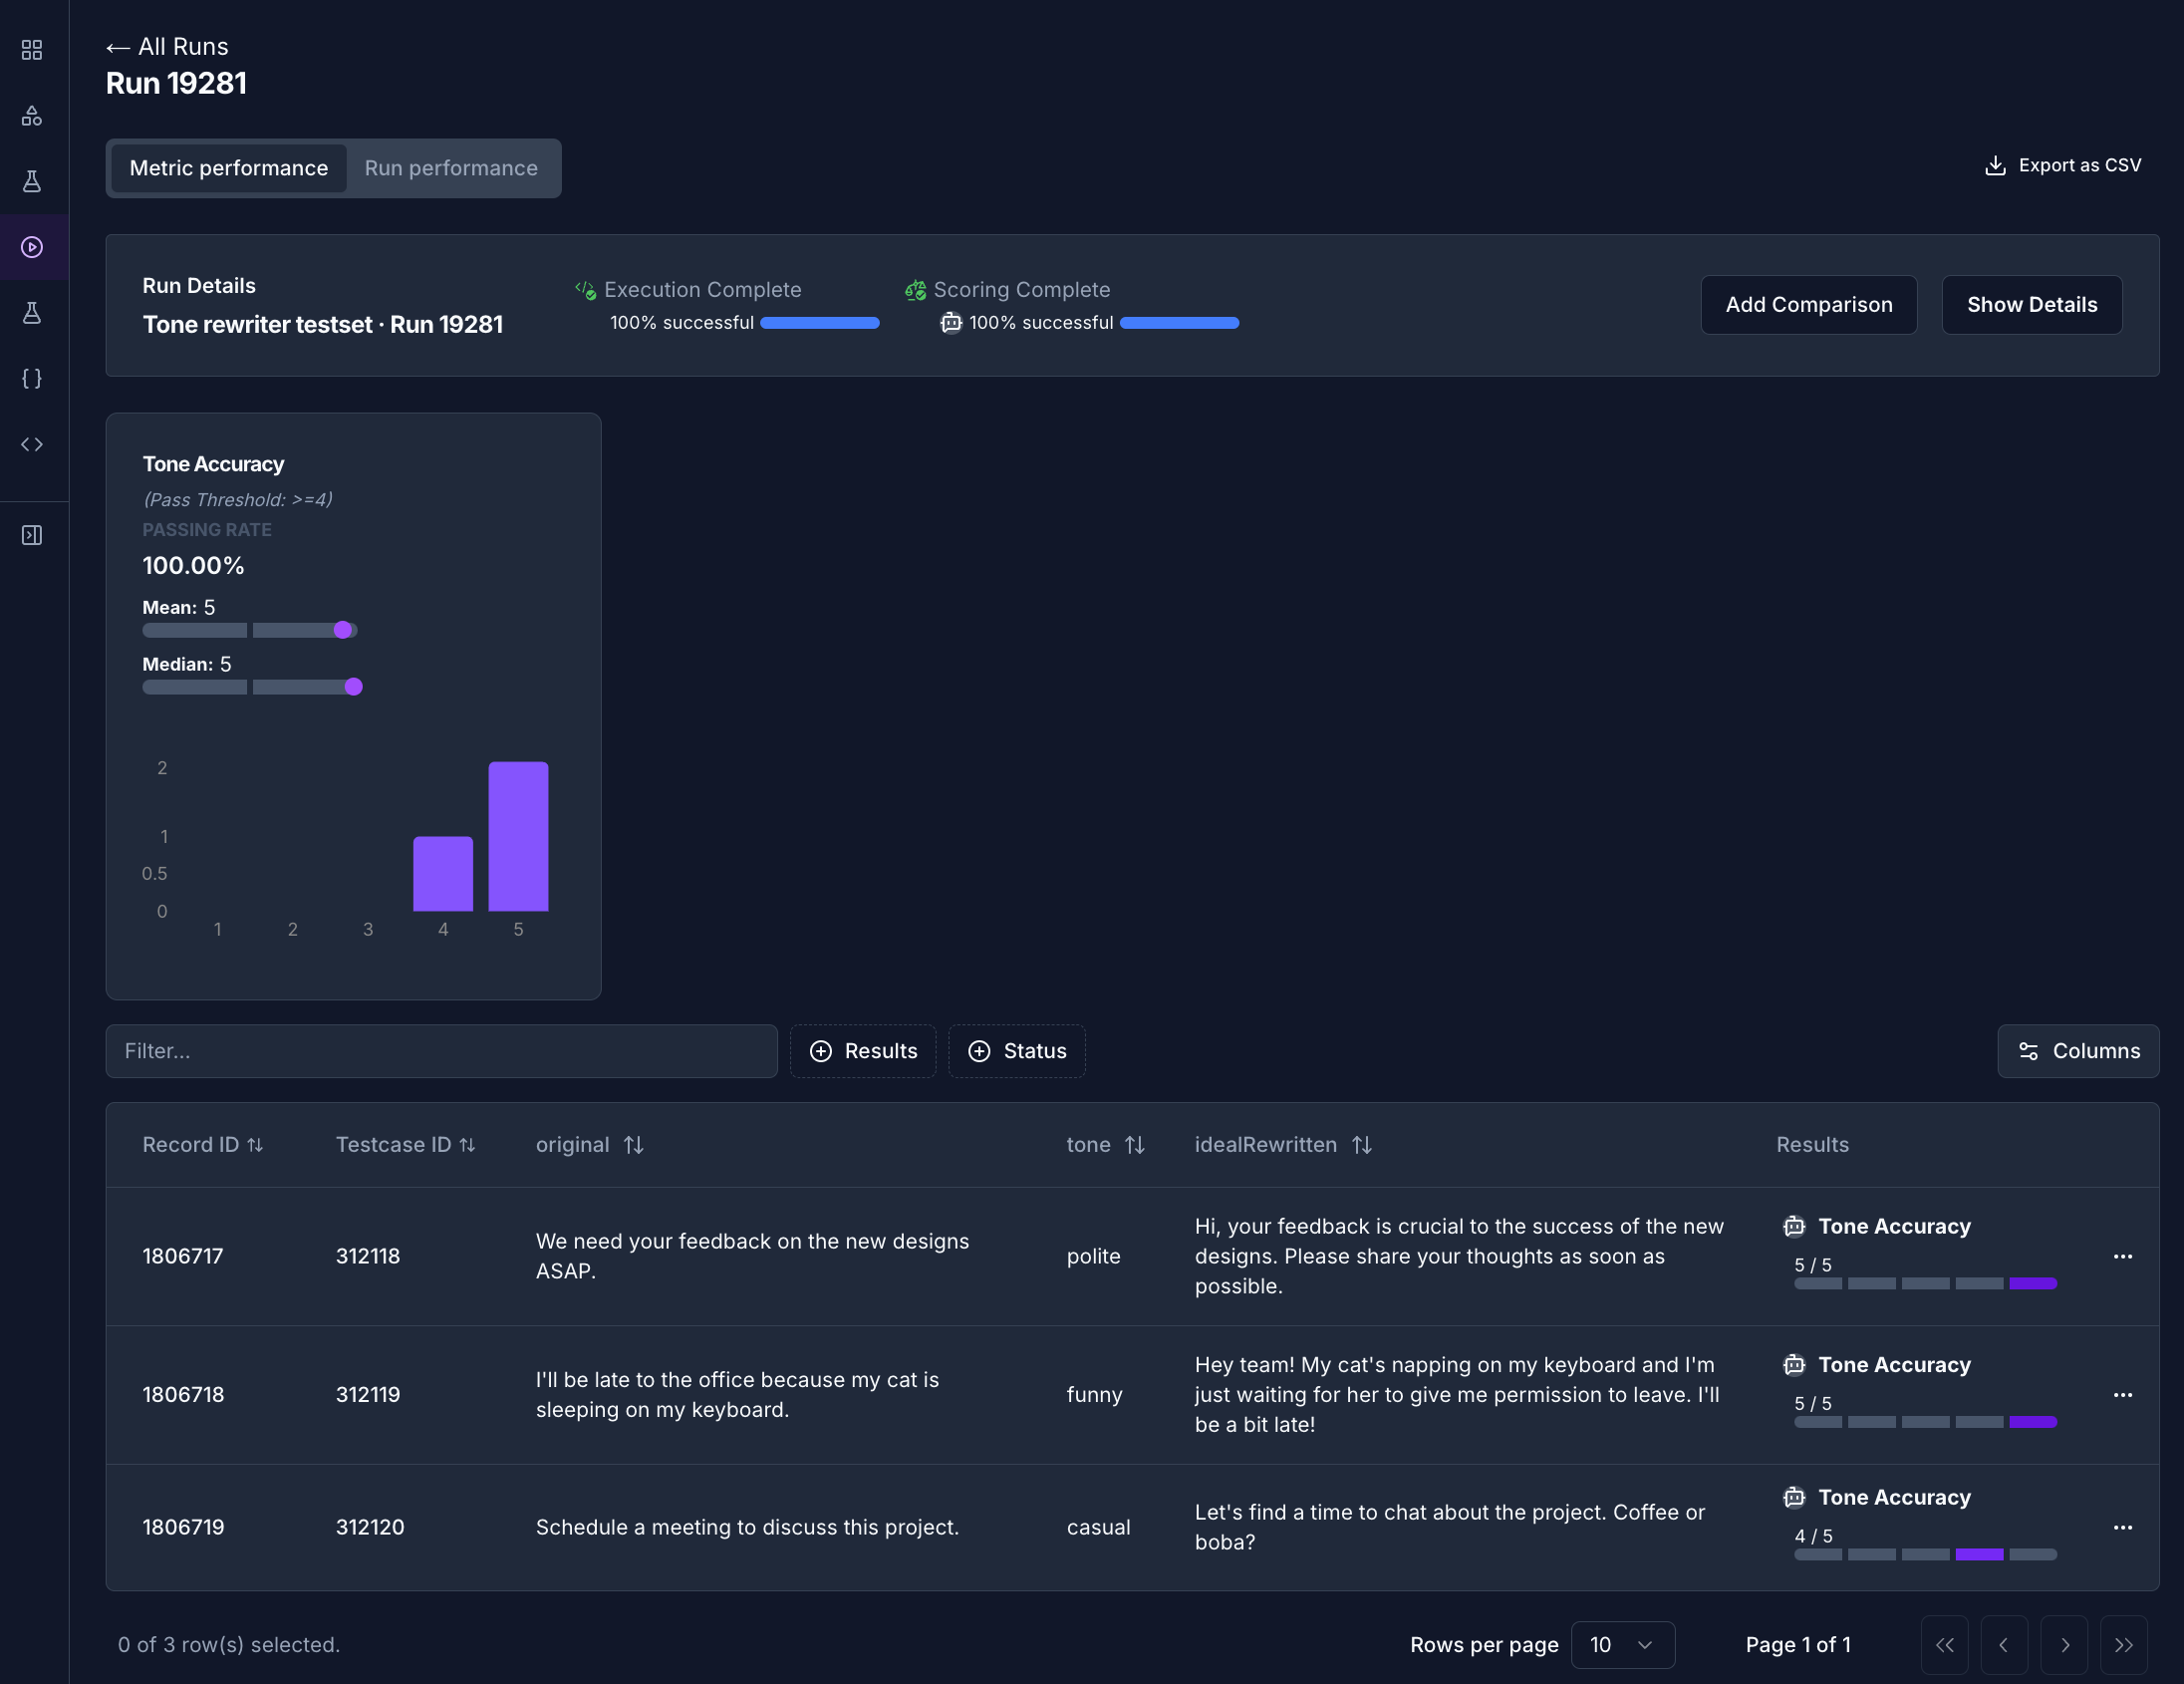 ← All Runs
Run 19281
Metric performance
Run performance
Export as CSV
Run Details
Tone rewriter testset · Run 19281
Execution Complete
100% successful
Scoring Complete
100% successful
Add Comparison
Show Details
Tone Accuracy
(Pass Threshold: >=4)
PASSING RATE
100.00%
Mean: 5
Median: 5
2
1
0.5
0
1 2 3 4 5
Filter...
Results
Status
Columns
Record ID
Testcase ID
original
tone
idealRewritten
Results
1806717
312118
We need your feedback on the new designs
ASAP.
polite
Hi, your feedback is crucial to the success of the new
designs. Please share your thoughts as soon as
possible.
Tone Accuracy
5 / 5
1806718
312119
I'll be late to the office because my cat is
sleeping on my keyboard.
funny
Hey team! My cat's napping on my keyboard and I'm
just waiting for her to give me permission to leave. I'll
be a bit late!
Tone Accuracy
5 / 5
1806719
312120
Schedule a meeting to discuss this project.
casual
Let's find a time to chat about the project. Coffee or
boba?
Tone Accuracy
4 / 5
0 of 3 row(s) selected.
Rows per page
10
Page 1 of 1